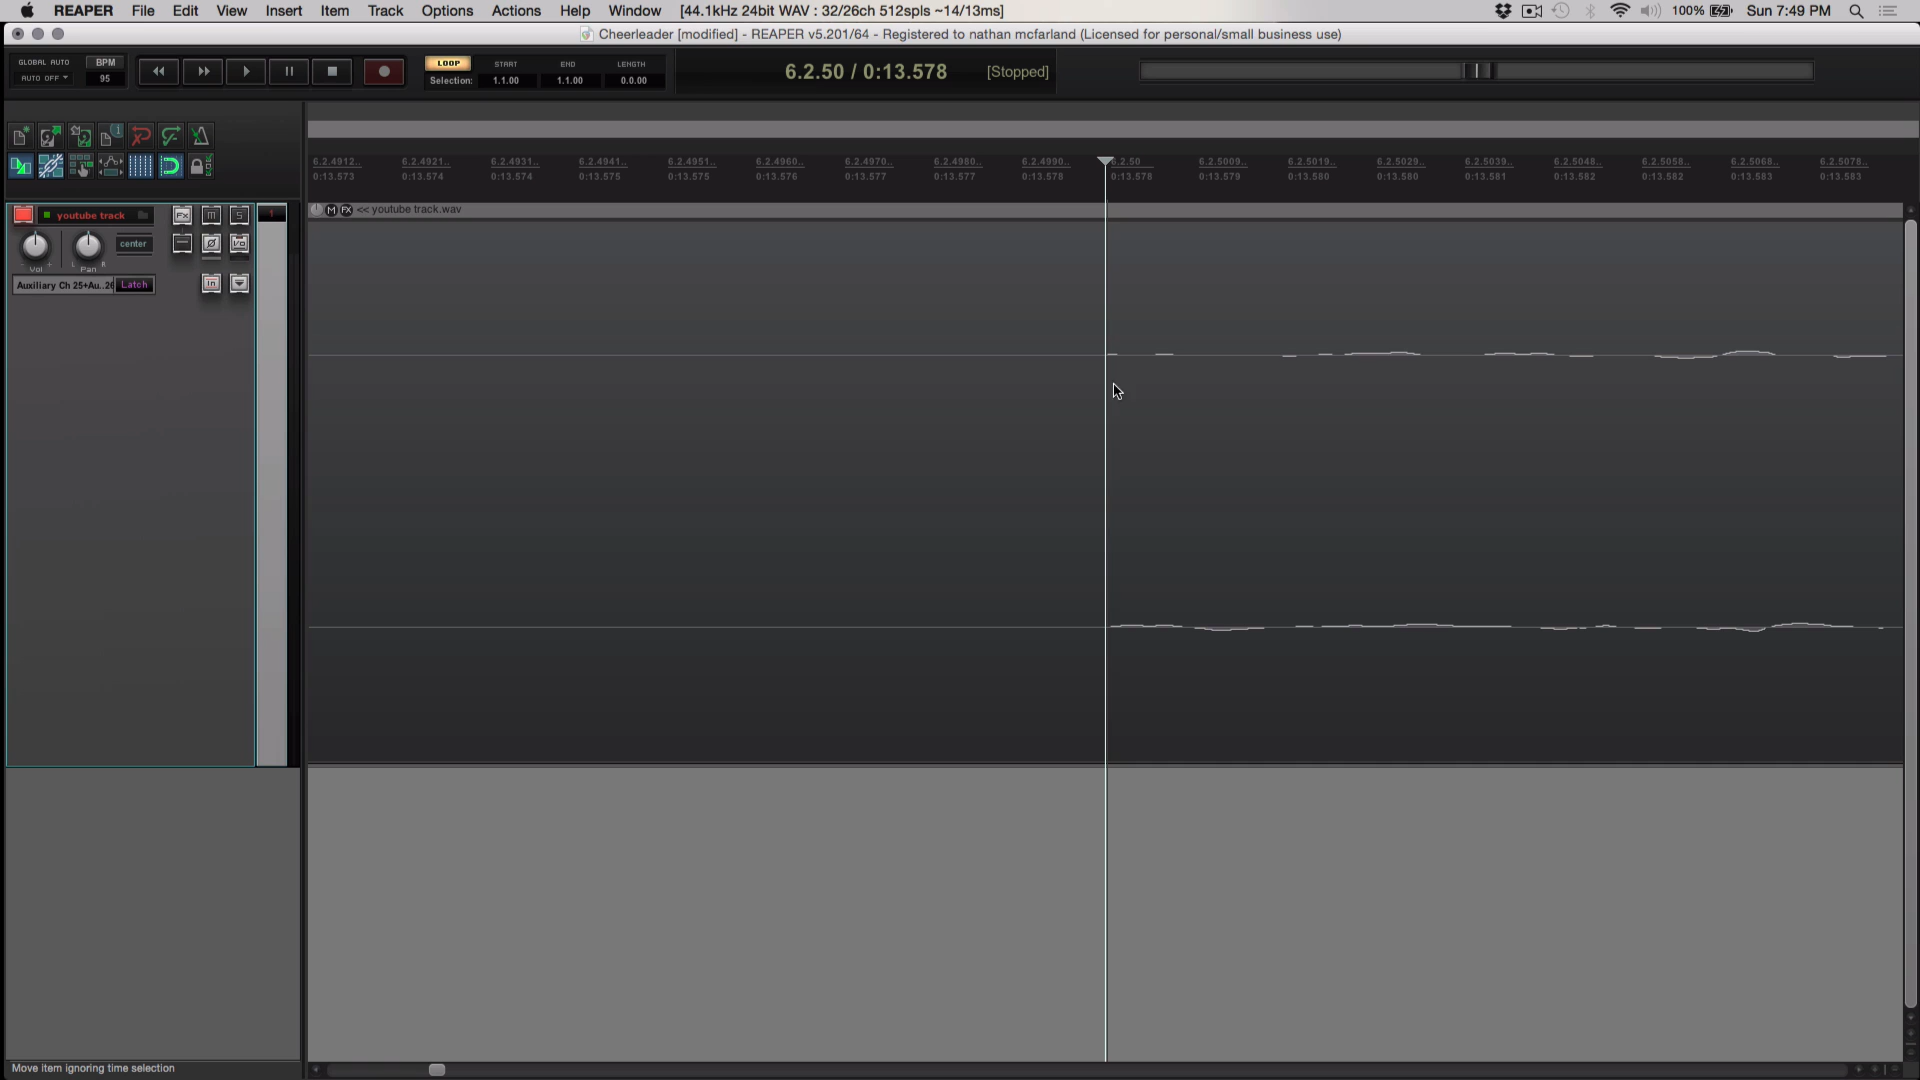 REAPER File Edit View Insert Item Track Options Actions Help Window [44.1kHz 24bit WAV : 32/26ch 512spls ~14/13ms] 100% Sun 7:49 PM
Cheerleader [modified] - REAPER v5.201/64 - Registered to nathan mcfarland (Licensed for personal/small business use)
GLOBAL AUTO BPM LOOP START END LENGTH
AUTO OFF 95 Selection: 1.1.00 1.1.00 0.0.00
6.2.50 / 0:13.578 [Stopped]
6.2.4912.. 6.2.4921.. 6.2.4931.. 6.2.4941.. 6.2.4951.. 6.2.4960.. 6.2.4970.. 6.2.4980.. 6.2.4990.. .2.50 6.2.5009.. 6.2.5019.. 6.2.5029.. 6.2.5039.. 6.2.5048.. 6.2.5058.. 6.2.5068.. 6.2.5078..
0:13.573 0:13.574 0:13.574 0:13.575 0:13.575 0:13.576 0:13.577 0:13.577 0:13.578 0:13.578 0:13.579 0:13.580 0:13.580 0:13.581 0:13.582 0:13.582 0:13.583 0:13.583
youtube track FX m S 1
M FX << youtube track.wav
center Ø I/O
Vol L Pan R
Auxiliary Ch 25+Au..26 Latch in
Move item ignoring time selection